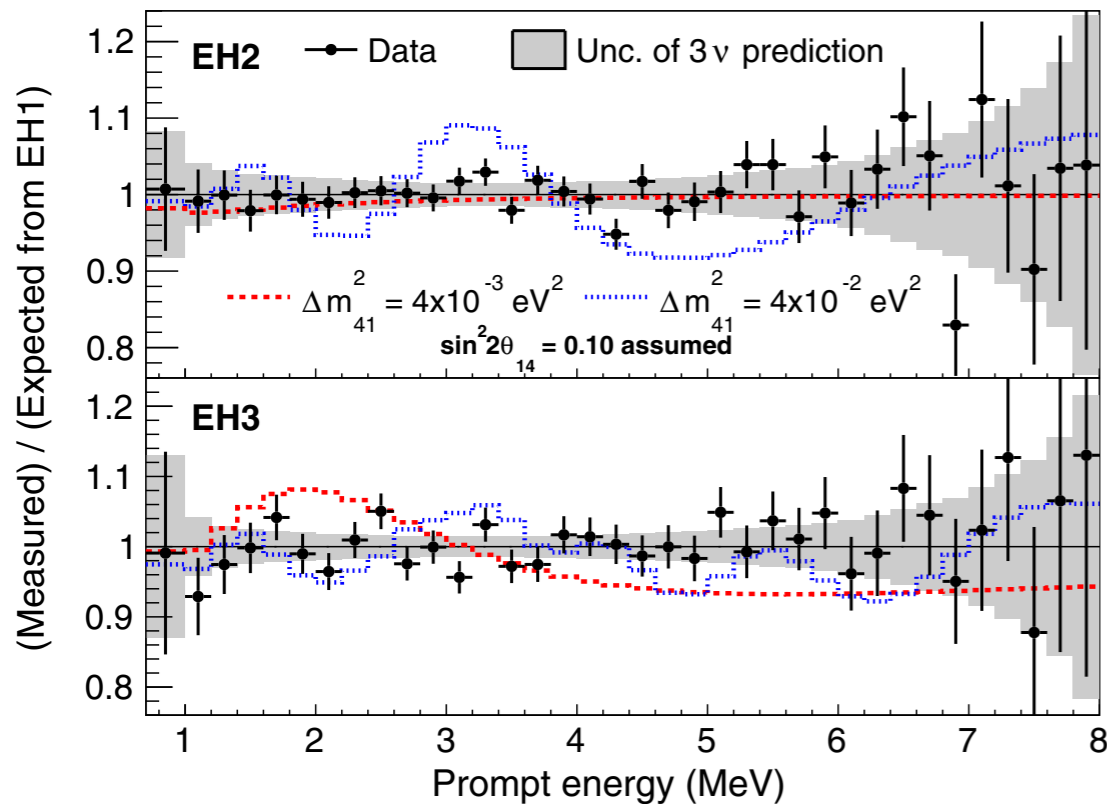 (Measured) / (Expected from EH1)
EH2
Data
Unc. of 3 ν prediction
1.2
1.1
1
0.9
0.8
Δm²₄₁ = 4x10⁻³ eV²
Δm²₄₁ = 4x10⁻² eV²
sin²2θ₁₄ = 0.10 assumed
EH3
1.2
1.1
1
0.9
0.8
1 2 3 4 5 6 7 8
Prompt energy (MeV)